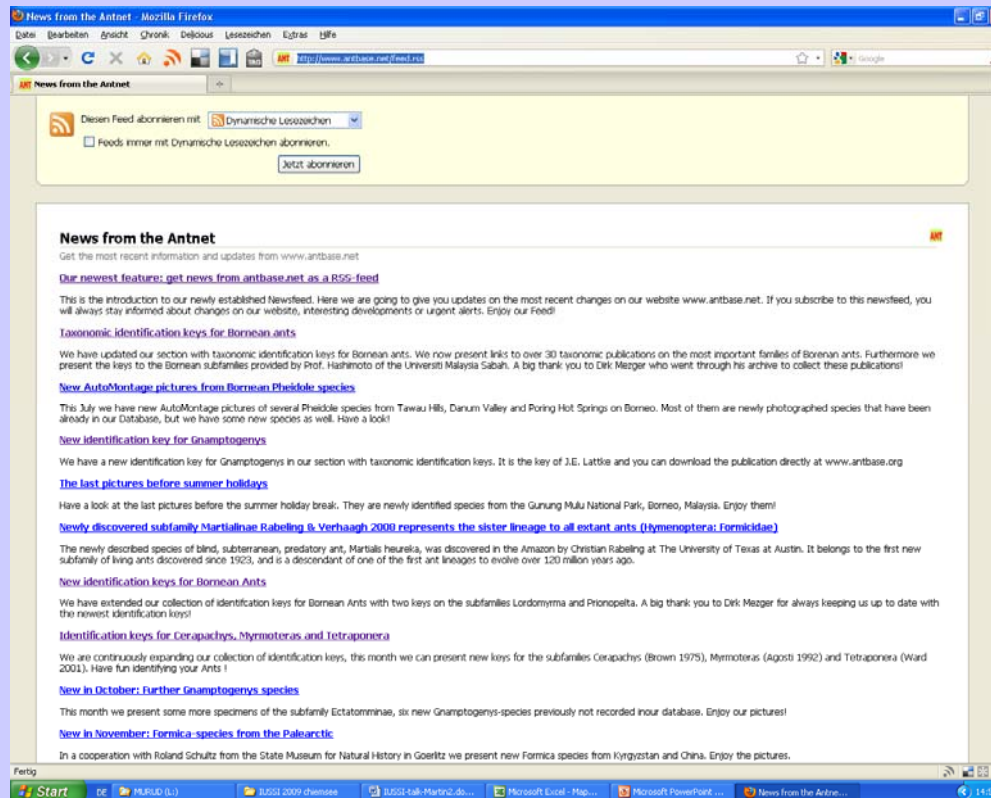 News from the Antnet - Mozilla Firefox
Datei Bearbeiten Ansicht Chronik Delicious Lesezeichen Extras Hilfe
TAG ANT http://www.antbase.net/feed.rss Google
ANT News from the Antnet
Diesen Feed abonnieren mit Dynamische Lesezeichen
Feeds immer mit Dynamische Lesezeichen abonnieren.
Jetzt abonnieren
News from the Antnet ANT
Get the most recent information and updates from www.antbase.net
Our newest feature: get news from antbase.net as a RSS-feed
This is the introduction to our newly established Newsfeed. Here we are going to give you updates on the most recent changes on our website www.antbase.net. If you subscribe to this newsfeed, you
will always stay informed about changes on our website, interesting developments or urgent alerts. Enjoy our Feed!
Taxonomic identification keys for Bornean ants
We have updated our section with taxonomic identification keys for Bornean ants. We now present links to over 30 taxonomic publications on the most important families of Borenan ants. Furthermore we
present the keys to the Bornean subfamilies provided by Prof. Hashimoto of the Universiti Malaysia Sabah. A big thank you to Dirk Mezger who went through his archive to collect these publications!
New AutoMontage pictures from Bornean Pheidole species
This July we have new AutoMontage pictures of several Pheidole species from Tawau Hills, Danum Valley and Poring Hot Springs on Borneo. Most of them are newly photographed species that have been
already in our Database, but we have some new species as well. Have a look!
New identification key for Gnamptogenys
We have a new identification key for Gnamptogenys in our section with taxonomic identification keys. It is the key of J.E. Lattke and you can download the publication directly at www.antbase.org
The last pictures before summer holidays
Have a look at the last pictures before the summer holiday break. They are newly identified species from the Gunung Mulu National Park, Borneo, Malaysia. Enjoy them!
Newly discovered subfamily Martialinae Rabeling & Verhaagh 2008 represents the sister lineage to all extant ants (Hymenoptera: Formicidae)
The newly described species of blind, subterranean, predatory ant, Martialis heureka, was discovered in the Amazon by Christian Rabeling at The University of Texas at Austin. It belongs to the first new
subfamily of living ants discovered since 1923, and is a descendant of one of the first ant lineages to evolve over 120 million years ago.
New identification keys for Bornean Ants
We have extended our collection of identifcation keys for Bornean Ants with two keys on the subfamilies Lordomyrma and Prionopelta. A big thank you to Dirk Mezger for always keeping us up to date with
the newest identification keys!
Identification keys for Cerapachys, Myrmoteras and Tetraponera
We are continuously expanding our collection of identification keys, this month we can present new keys for the subfamilies Cerapachys (Brown 1975), Myrmoteras (Agosti 1992) and Tetraponera (Ward
2001). Have fun identifying your Ants !
New in October: Further Gnamptogenys species
This month we present some more specimens of the subfamily Ectatomminae, six new Gnamptogenys-species previously not recorded inour database. Enjoy our pictures!
New in November: Formica-species from the Palearctic
In a cooperation with Roland Schultz from the State Museum for Natural History in Goerlitz we present new Formica species from Kyrgyzstan and China. Enjoy the pictures.
Fertig
Start DE MURUD (L:) IUSSI 2009 chiemsee IUSSI-talk-Martin2.do... Microsoft Excel - Map... Microsoft PowerPoint ... News from the Antne...